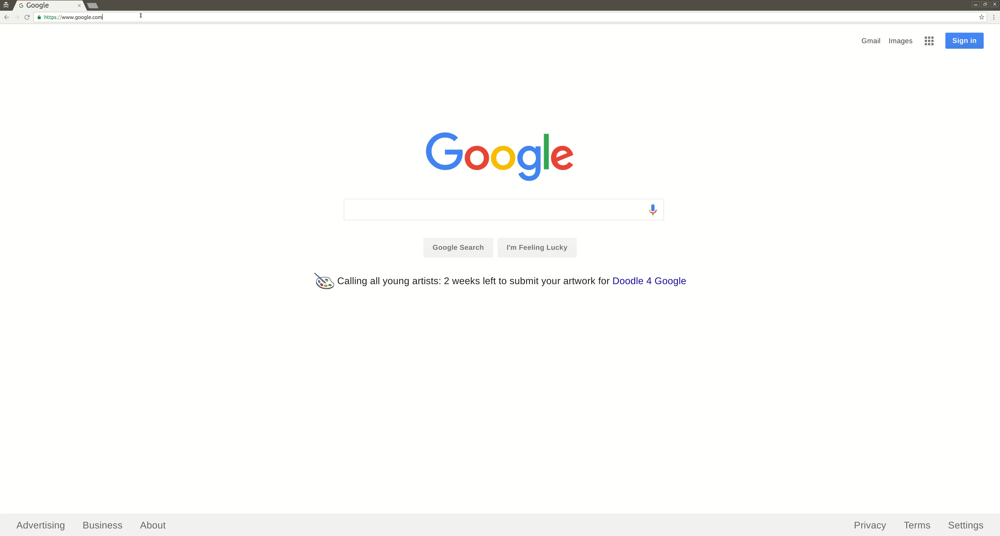 Google
https://www.google.com
Gmail Images Sign in
Google
Google Search I'm Feeling Lucky
Calling all young artists: 2 weeks left to submit your artwork for Doodle 4 Google
Advertising Business About Privacy Terms Settings